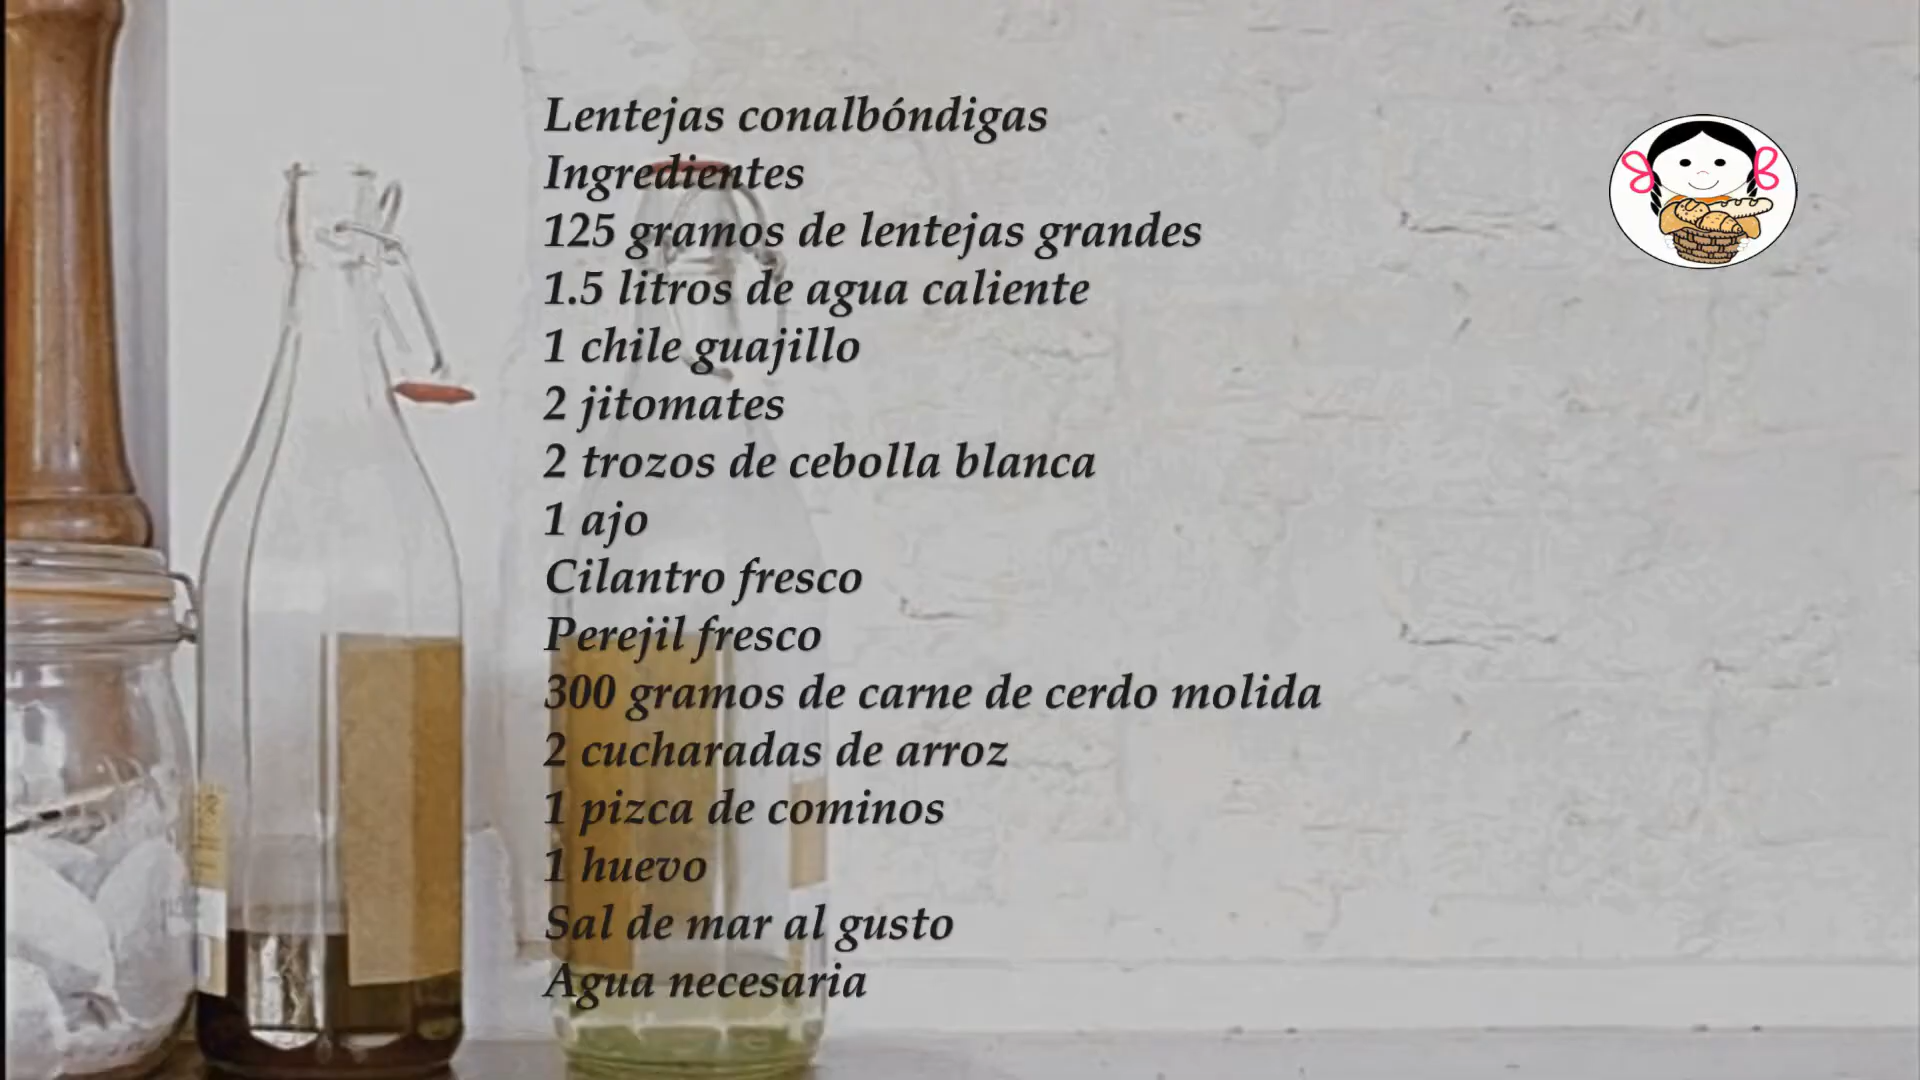 Lentejas conalbóndigas
Ingredientes
125 gramos de lentejas grandes
1.5 litros de agua caliente
1 chile guajillo
2 jitomates
2 trozos de cebolla blanca
1 ajo
Cilantro fresco
Perejil fresco
300 gramos de carne de cerdo molida
2 cucharadas de arroz
1 pizca de cominos
1 huevo
Sal de mar al gusto
Agua necesaria